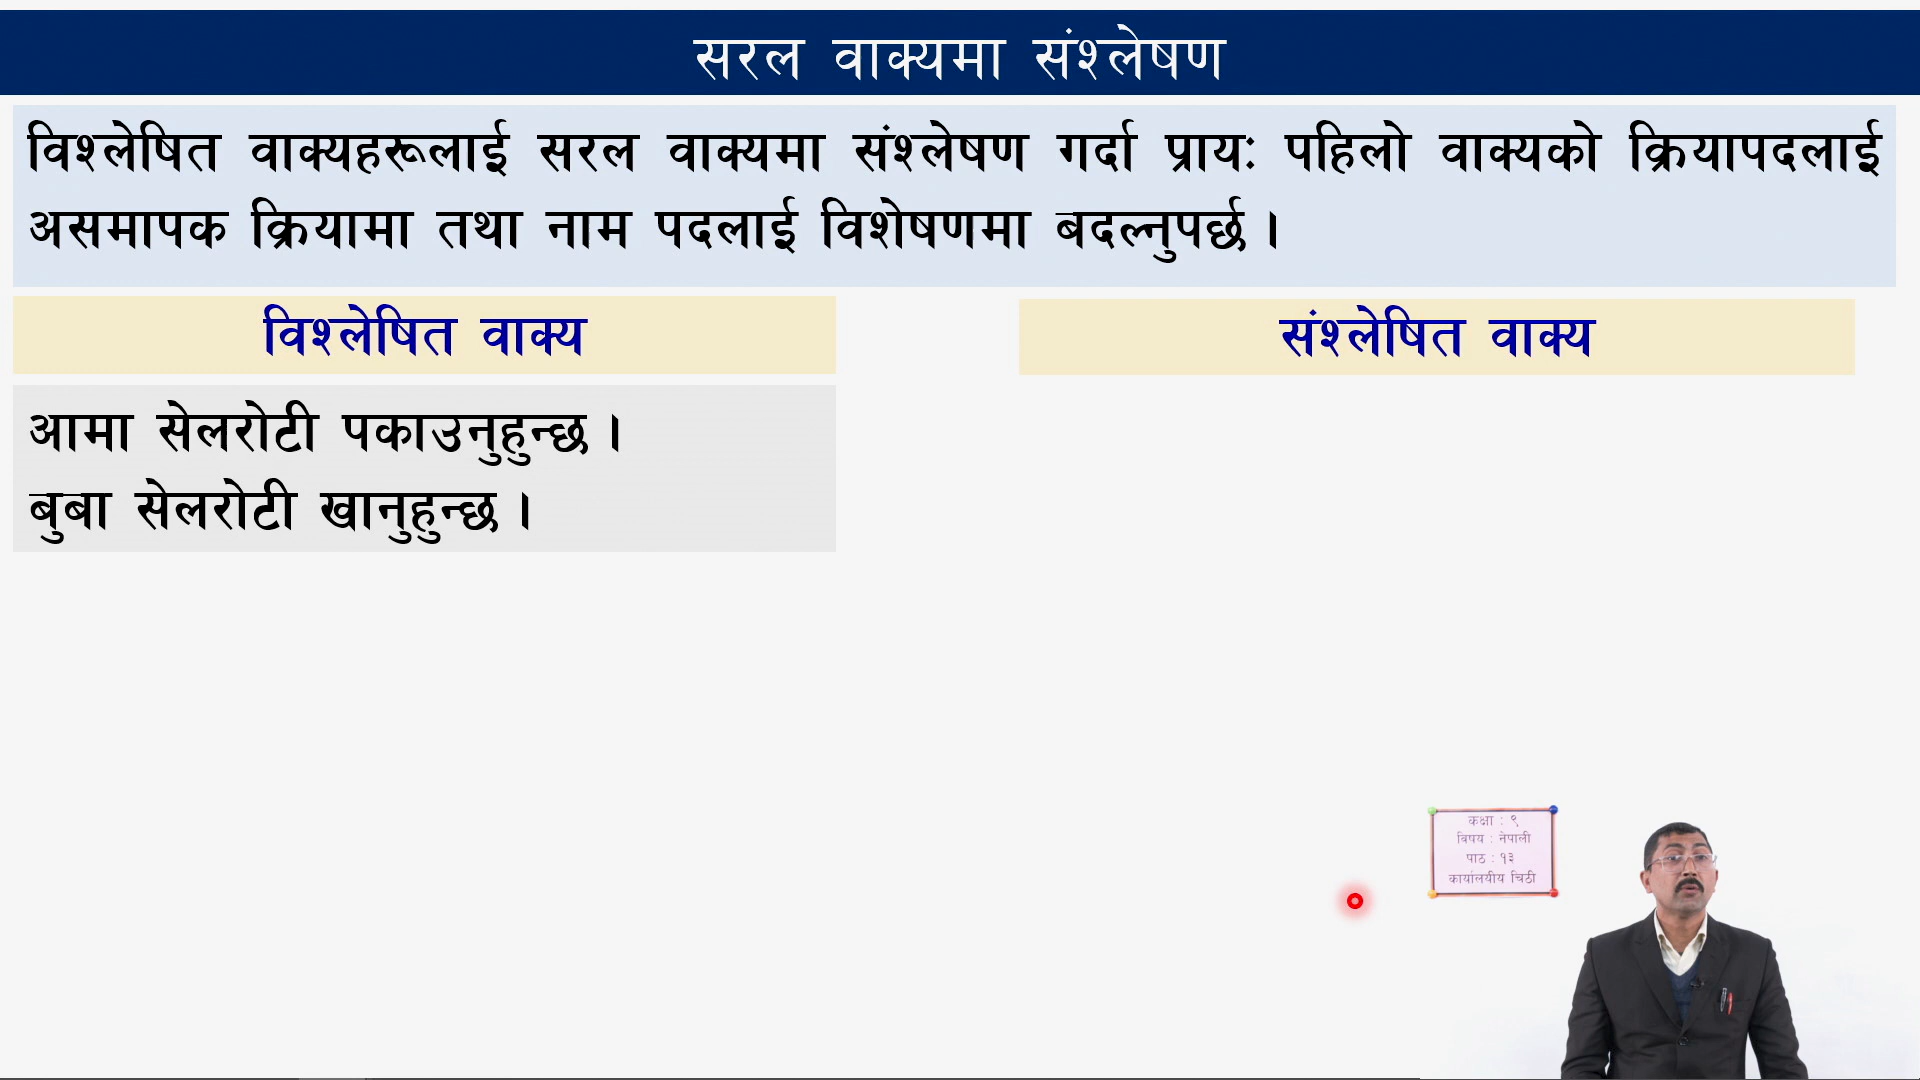 सरल वाक्यमा संश्लेषण
विश्लेषित वाक्यहरूलाई सरल वाक्यमा संश्लेषण गर्दा प्रायः पहिलो वाक्यको क्रियापदलाई
असमापक क्रियामा तथा नाम पदलाई विशेषणमा बदल्नुपर्छ ।
विश्लेषित वाक्य
संश्लेषित वाक्य
आमा सेलरोटी पकाउनुहुन्छ ।
बुबा सेलरोटी खानुहुन्छ ।
कक्षा : ९
विषय : नेपाली
पाठ : १३
कार्यालयीय चिठी